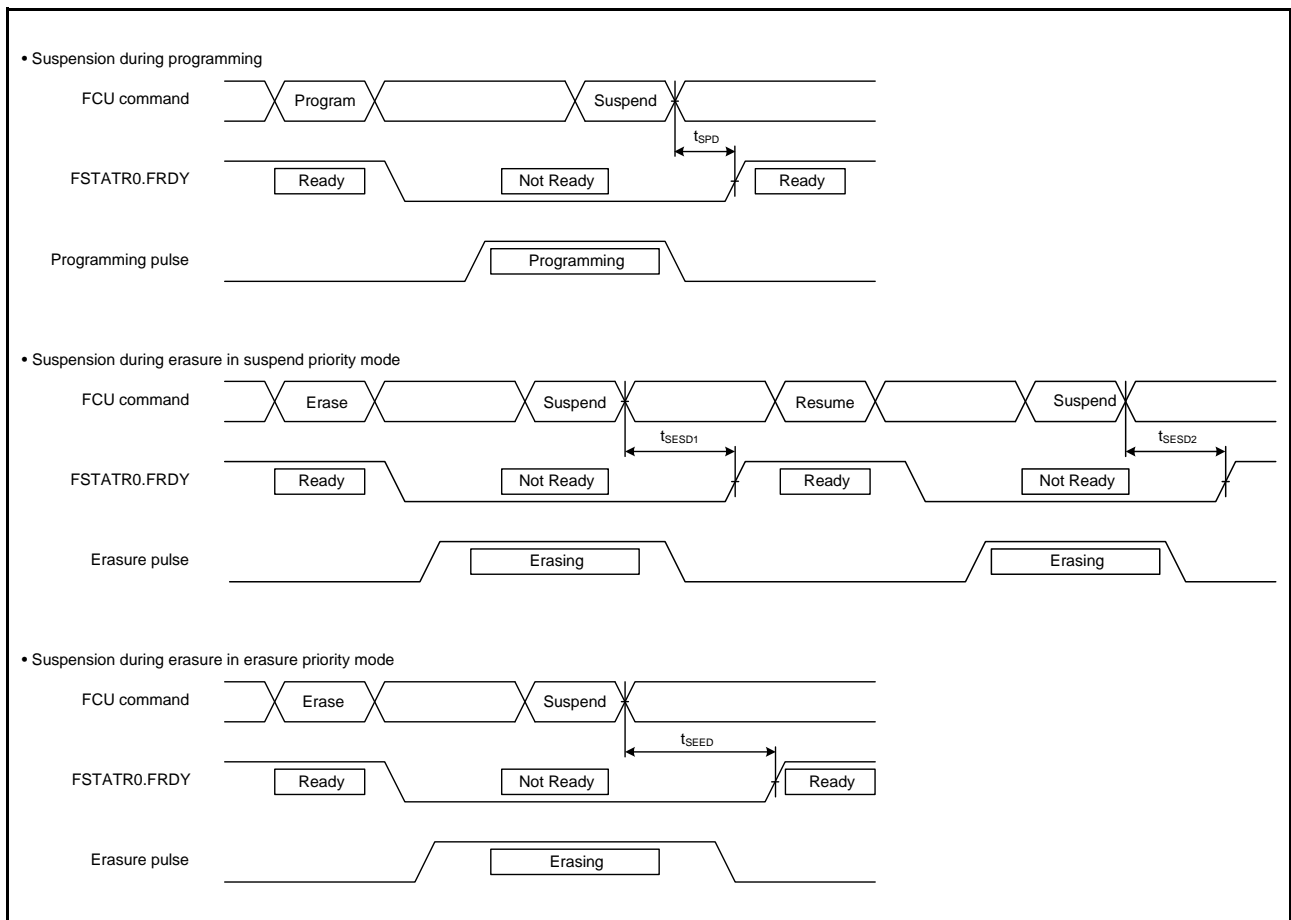 • Suspension during programming
FCU command
Program
Suspend
tSPD
FSTATR0.FRDY
Ready
Not Ready
Ready
Programming pulse
Programming
• Suspension during erasure in suspend priority mode
FCU command
Erase
Suspend
Resume
Suspend
tSESD1
tSESD2
FSTATR0.FRDY
Ready
Not Ready
Ready
Not Ready
Erasure pulse
Erasing
Erasing
• Suspension during erasure in erasure priority mode
FCU command
Erase
Suspend
tSEED
FSTATR0.FRDY
Ready
Not Ready
Ready
Erasure pulse
Erasing